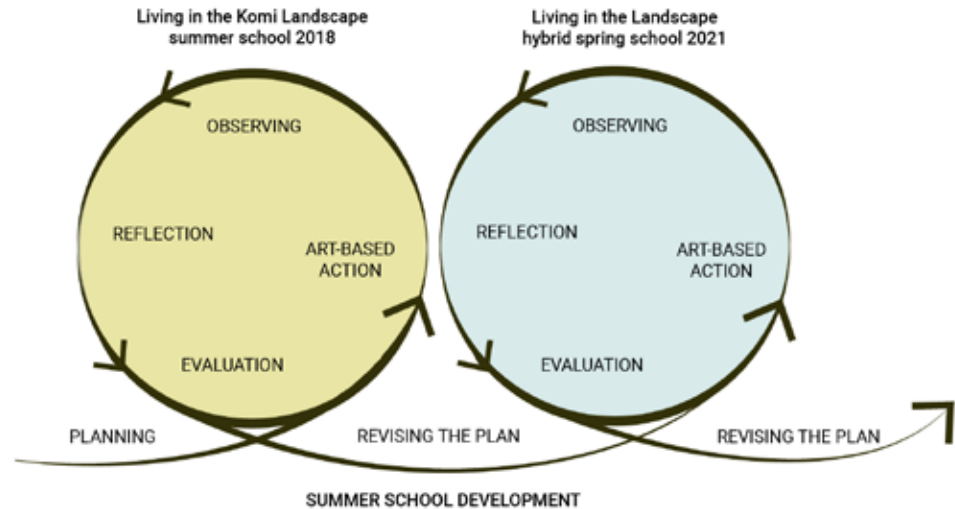 Living in the Komi Landscape
summer school 2018
OBSERVING
REFLECTION
ART-BASED
ACTION
EVALUATION
PLANNING
REVISING THE PLAN
Living in the Landscape
hybrid spring school 2021
OBSERVING
REFLECTION
ART-BASED
ACTION
EVALUATION
REVISING THE PLAN
SUMMER SCHOOL DEVELOPMENT